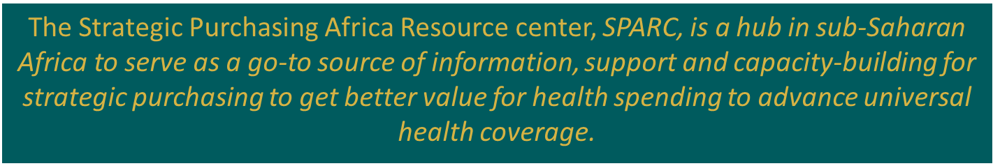 The Strategic Purchasing Africa Resource center, SPARC, is a hub in sub-Saharan
Africa to serve as a go-to source of information, support and capacity-building for
strategic purchasing to get better value for health spending to advance universal
health coverage.